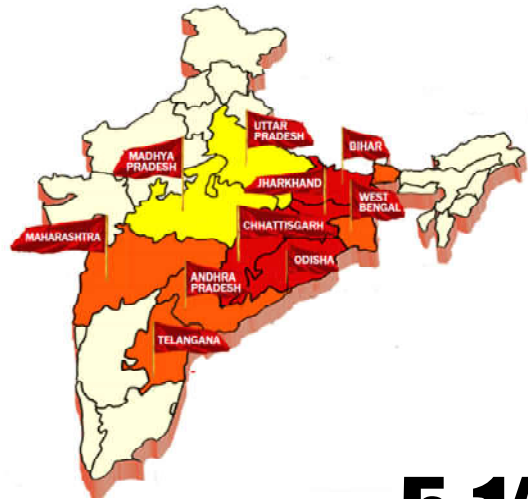 UTTAR
PRADESH
BIHAR
MADHYA
PRADESH
JHARKHAND
WEST
BENGAL
MAHARASHTRA
CHHATTISGARH
ODISHA
ANDHRA
PRADESH
TELANGANA